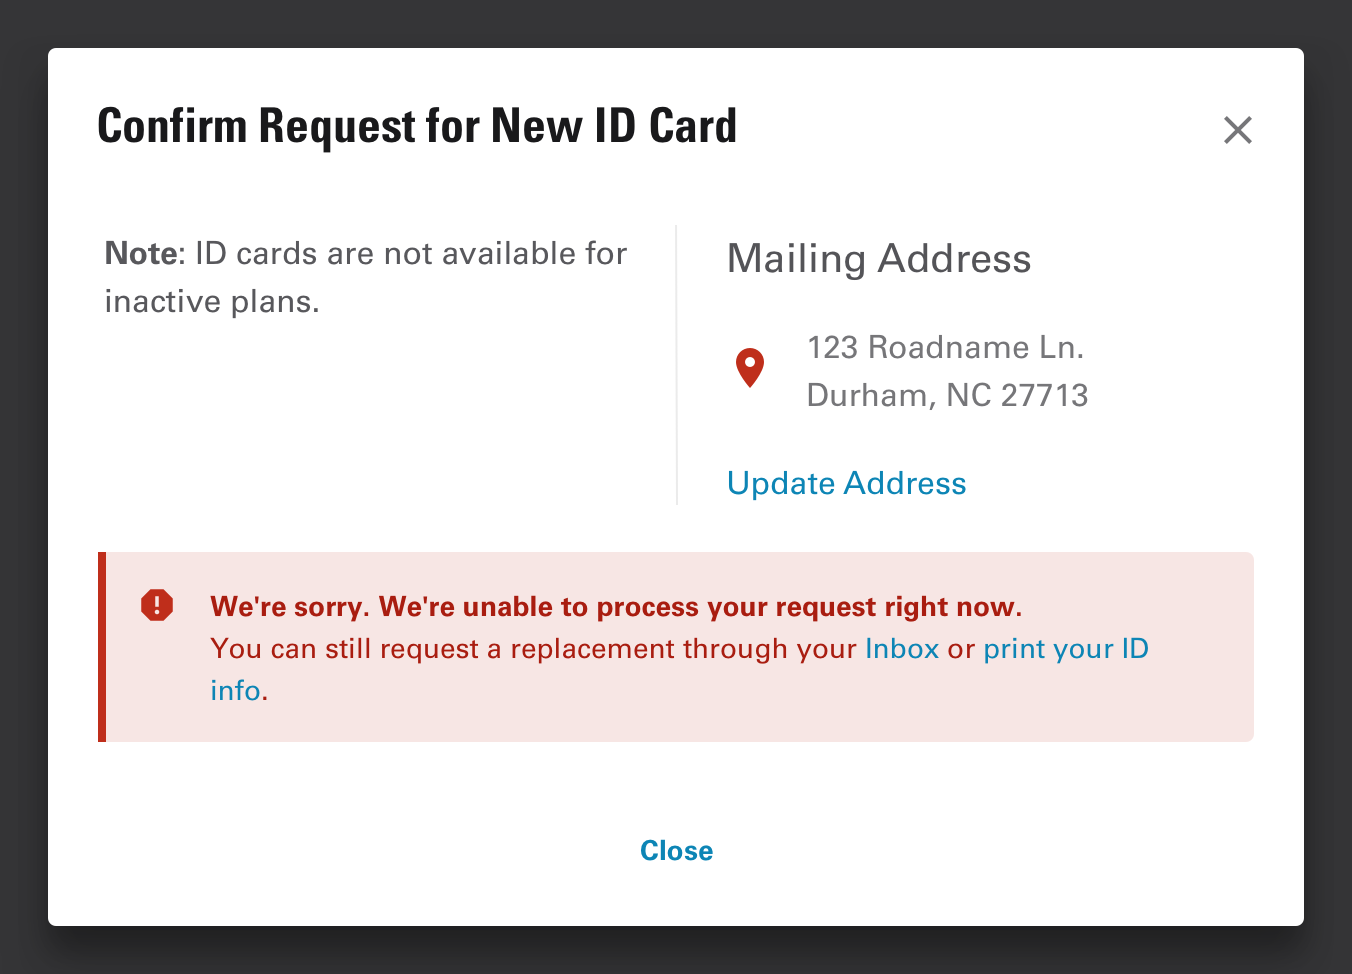 Confirm Request for New ID Card
Note: ID cards are not available for
inactive plans.
Mailing Address
123 Roadname Ln.
Durham, NC 27713
Update Address
We're sorry. We're unable to process your request right now.
You can still request a replacement through your Inbox or print your ID
info.
Close